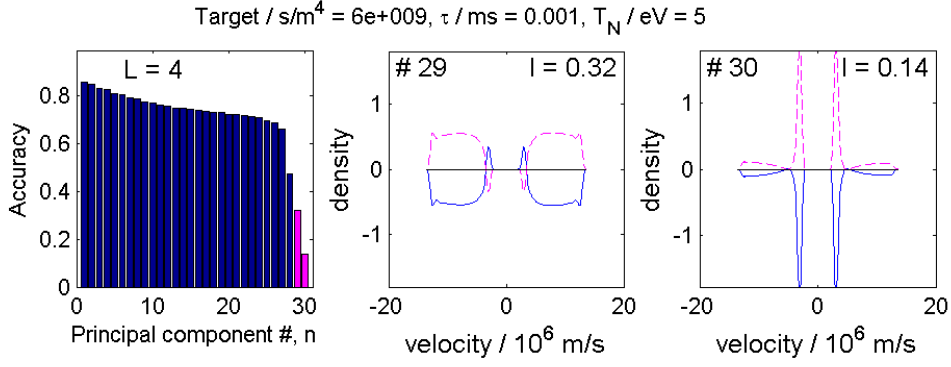 Target / s/m⁴ = 6e+009, τ / ms = 0.001, T_N / eV = 5
L = 4
Accuracy
0.8
0.6
0.4
0.2
0
0 10 20 30
Principal component #, n
# 29 I = 0.32
density
1
0
-1
-20 0 20
velocity / 10⁶ m/s
# 30 I = 0.14
density
1
0
-1
-20 0 20
velocity / 10⁶ m/s